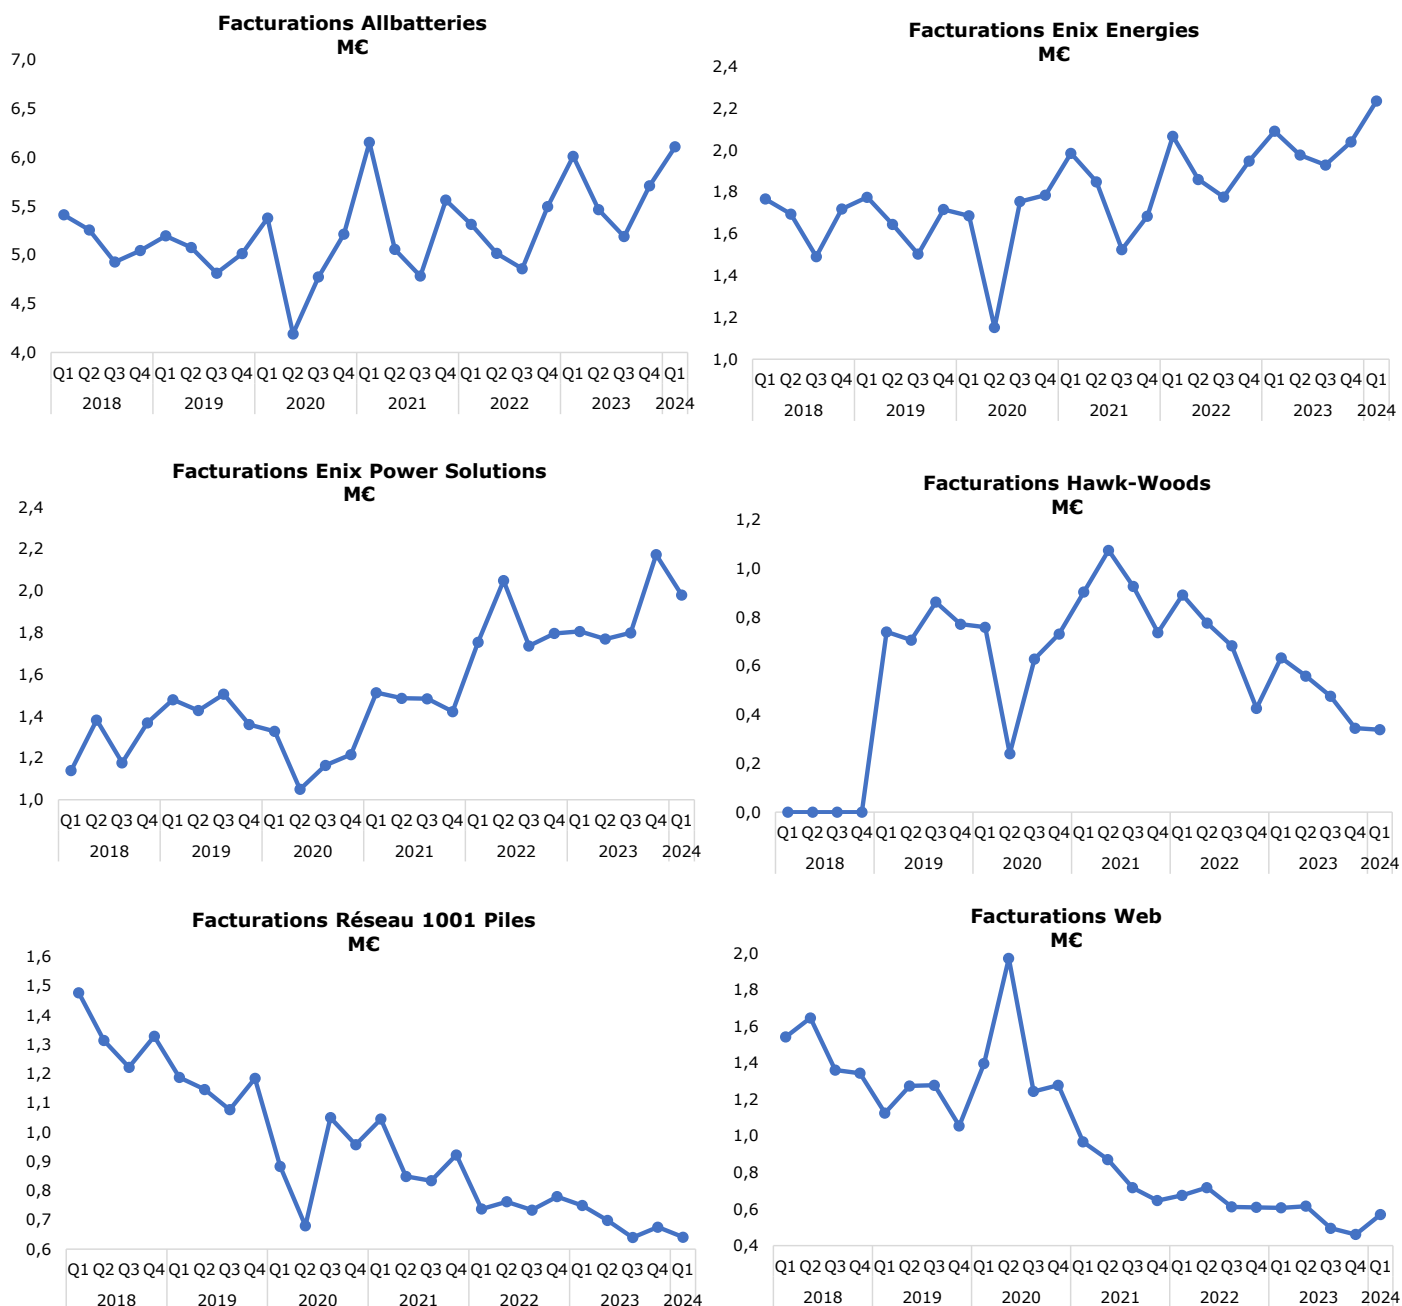 Facturations Allbatteries
M€
7,0
6,5
6,0
5,5
5,0
4,5
4,0
Q1 Q2 Q3 Q4 Q1 Q2 Q3 Q4 Q1 Q2 Q3 Q4 Q1 Q2 Q3 Q4 Q1 Q2 Q3 Q4 Q1 Q2 Q3 Q4 Q1
2018 2019 2020 2021 2022 2023 2024
Facturations Enix Energies
M€
2,4
2,2
2,0
1,8
1,6
1,4
1,2
1,0
Q1 Q2 Q3 Q4 Q1 Q2 Q3 Q4 Q1 Q2 Q3 Q4 Q1 Q2 Q3 Q4 Q1 Q2 Q3 Q4 Q1 Q2 Q3 Q4 Q1
2018 2019 2020 2021 2022 2023 2024
Facturations Enix Power Solutions
M€
2,4
2,2
2,0
1,8
1,6
1,4
1,2
1,0
Q1 Q2 Q3 Q4 Q1 Q2 Q3 Q4 Q1 Q2 Q3 Q4 Q1 Q2 Q3 Q4 Q1 Q2 Q3 Q4 Q1 Q2 Q3 Q4 Q1
2018 2019 2020 2021 2022 2023 2024
Facturations Hawk-Woods
M€
1,2
1,0
0,8
0,6
0,4
0,2
0,0
Q1 Q2 Q3 Q4 Q1 Q2 Q3 Q4 Q1 Q2 Q3 Q4 Q1 Q2 Q3 Q4 Q1 Q2 Q3 Q4 Q1 Q2 Q3 Q4 Q1
2018 2019 2020 2021 2022 2023 2024
Facturations Réseau 1001 Piles
M€
1,6
1,5
1,4
1,3
1,2
1,1
1,0
0,9
0,8
0,7
0,6
Q1 Q2 Q3 Q4 Q1 Q2 Q3 Q4 Q1 Q2 Q3 Q4 Q1 Q2 Q3 Q4 Q1 Q2 Q3 Q4 Q1 Q2 Q3 Q4 Q1
2018 2019 2020 2021 2022 2023 2024
Facturations Web
M€
2,0
1,8
1,6
1,4
1,2
1,0
0,8
0,6
0,4
Q1 Q2 Q3 Q4 Q1 Q2 Q3 Q4 Q1 Q2 Q3 Q4 Q1 Q2 Q3 Q4 Q1 Q2 Q3 Q4 Q1 Q2 Q3 Q4 Q1
2018 2019 2020 2021 2022 2023 2024